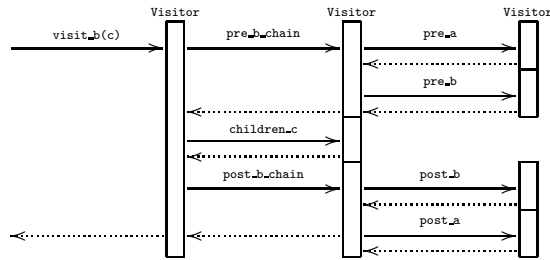 Visitor Visitor Visitor
visit_b(c) pre_b_chain pre_a
pre_b
children_c
post_b_chain post_b
post_a